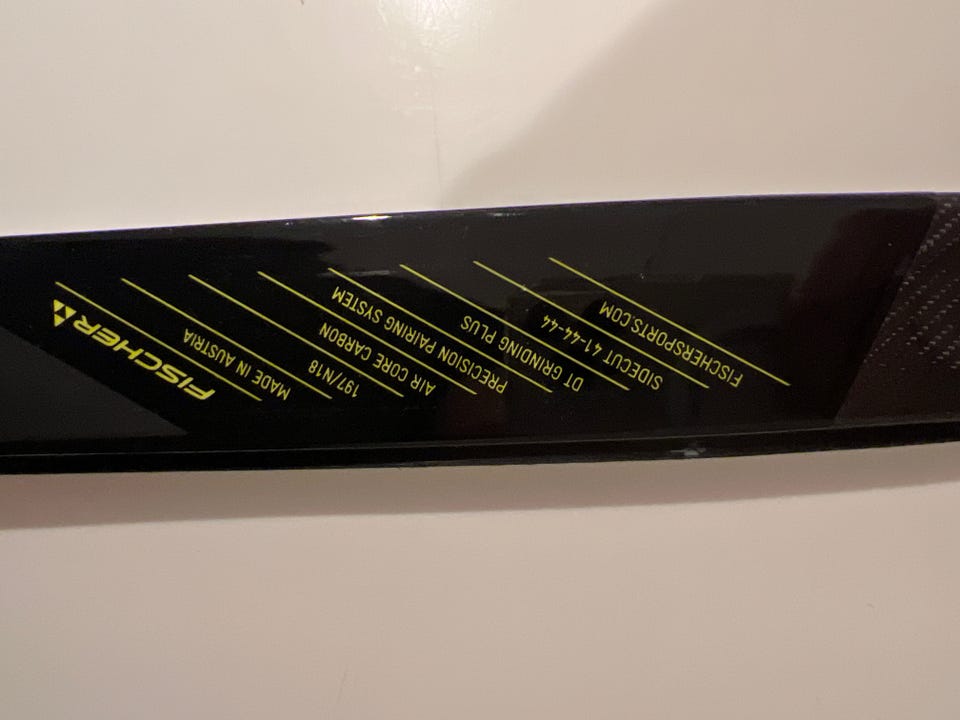 FISCHER
MADE IN AUSTRIA
197/N18
AIR CORE CARBON
PRECISION PAIRING SYSTEM
DT GRINDING PLUS
SIDECUT 41-44-44
FISCHERSPORTS.COM